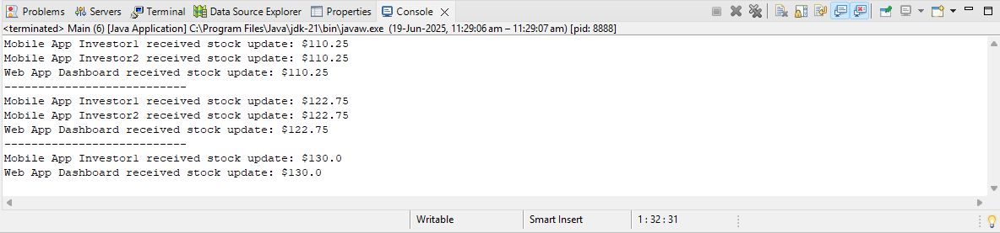 Problems Servers Terminal Data Source Explorer Properties Console
<terminated> Main (6) [Java Application] C:\Program Files\Java\jdk-21\bin\javaw.exe (19-Jun-2025, 11:29:06 am – 11:29:07 am) [pid: 8888]
Mobile App Investor1 received stock update: $110.25
Mobile App Investor2 received stock update: $110.25
Web App Dashboard received stock update: $110.25
---------------------------
Mobile App Investor1 received stock update: $122.75
Mobile App Investor2 received stock update: $122.75
Web App Dashboard received stock update: $122.75
---------------------------
Mobile App Investor1 received stock update: $130.0
Web App Dashboard received stock update: $130.0
Writable Smart Insert 1 : 32 : 31